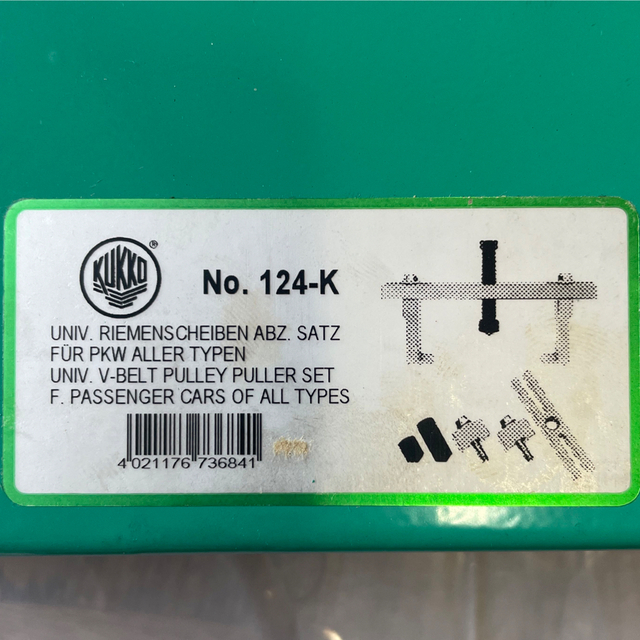 KUKKO ®
No. 124-K
UNIV. RIEMENSCHEIBEN ABZ. SATZ
FÜR PKW ALLER TYPEN
UNIV. V-BELT PULLEY PULLER SET
F. PASSENGER CARS OF ALL TYPES
4 021176 736841